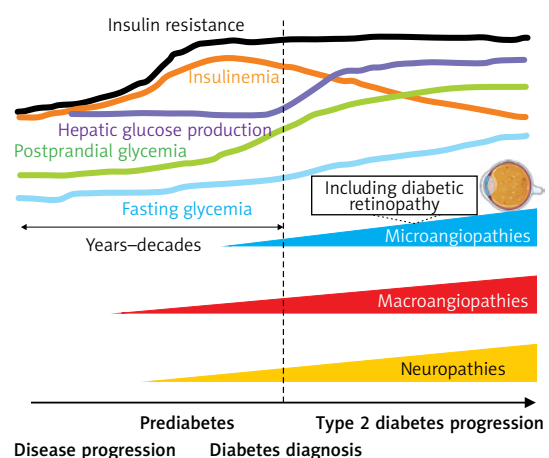 Insulin resistance
Insulinemia
Hepatic glucose production
Postprandial glycemia
Fasting glycemia
Including diabetic
retinopathy
Years–decades
Microangiopathies
Macroangiopathies
Neuropathies
Prediabetes
Type 2 diabetes progression
Disease progression
Diabetes diagnosis